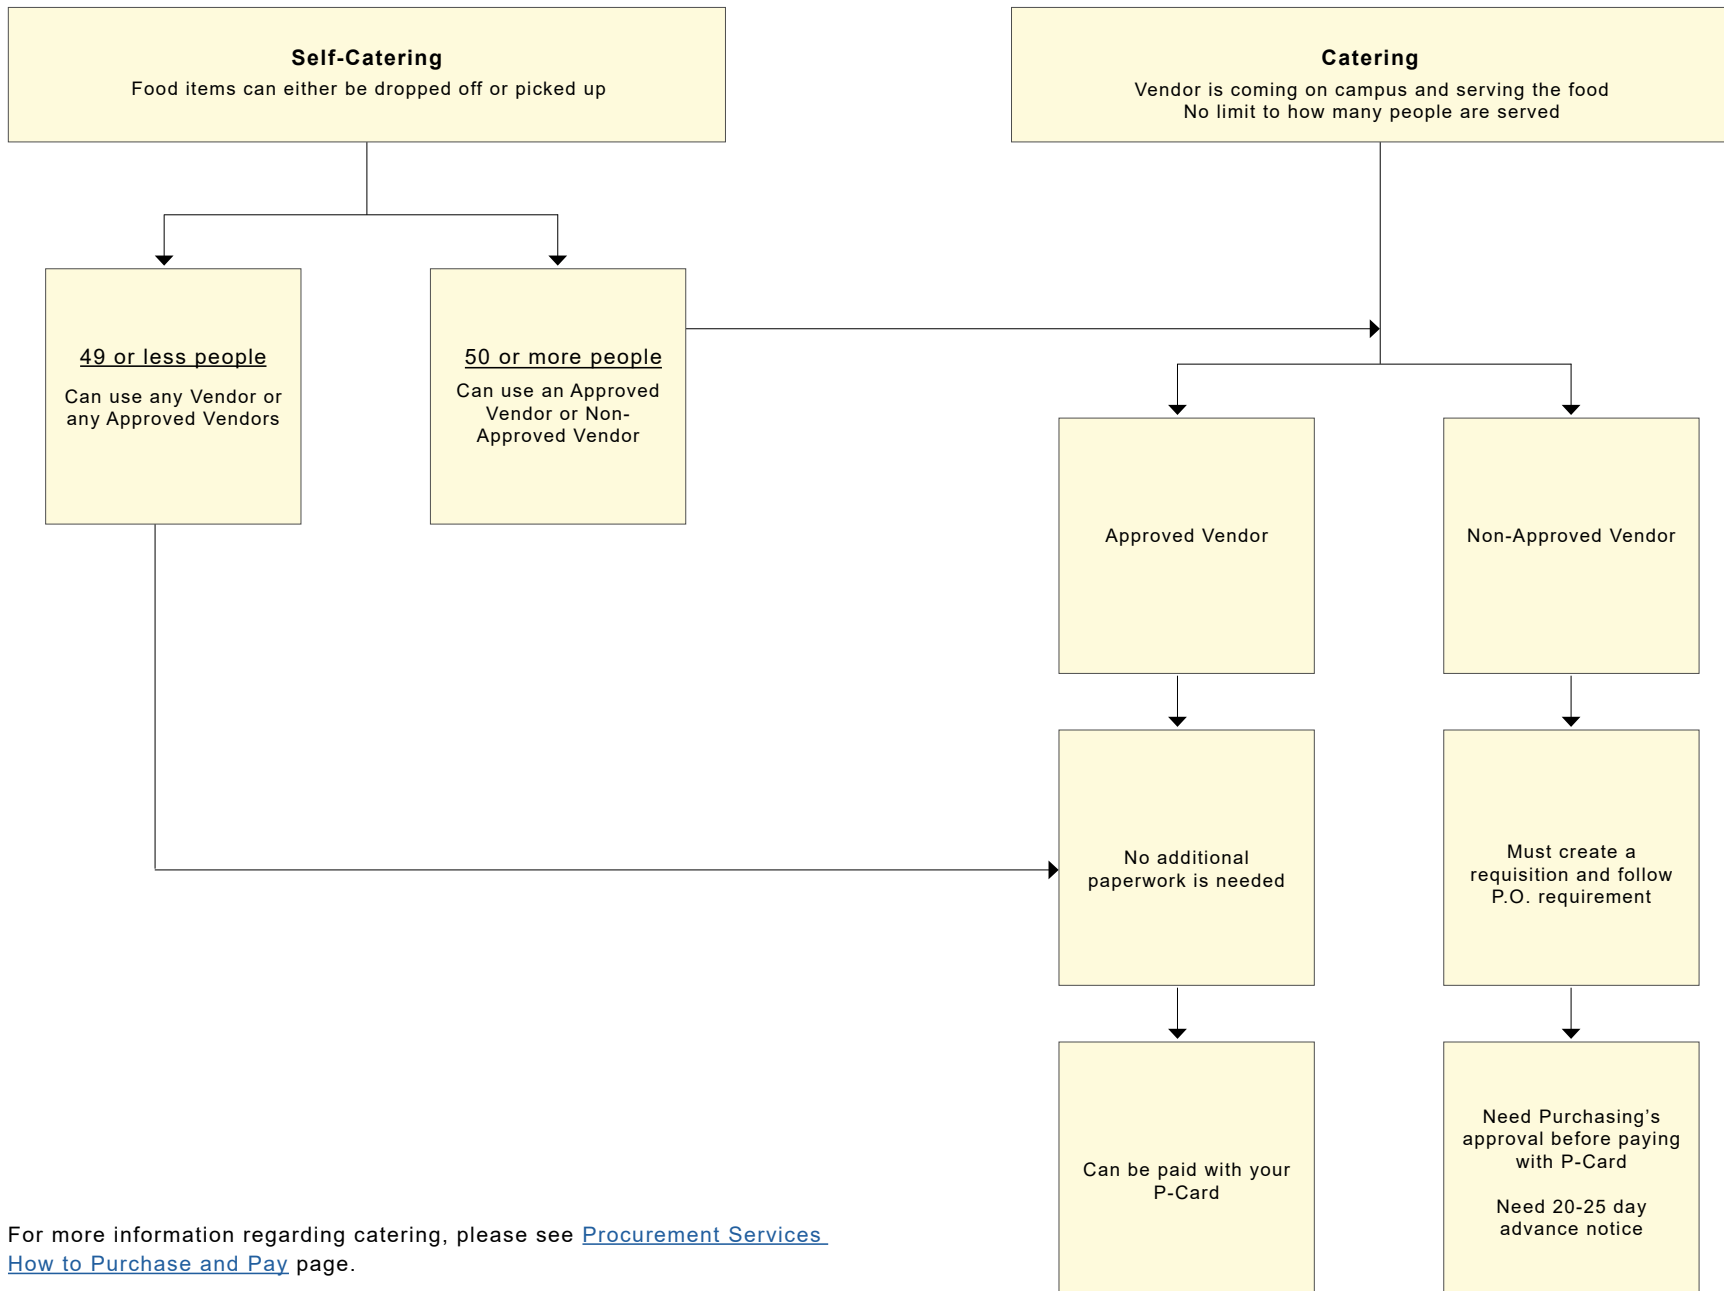 Self-Catering
Food items can either be dropped off or picked up
Catering
Vendor is coming on campus and serving the food
No limit to how many people are served
49 or less people
Can use any Vendor or
any Approved Vendors
50 or more people
Can use an Approved
Vendor or Non-
Approved Vendor
Approved Vendor
Non-Approved Vendor
No additional
paperwork is needed
Must create a
requisition and follow
P.O. requirement
Can be paid with your
P-Card
Need Purchasing’s
approval before paying
with P-Card
Need 20-25 day
advance notice
For more information regarding catering, please see Procurement Services
How to Purchase and Pay page.